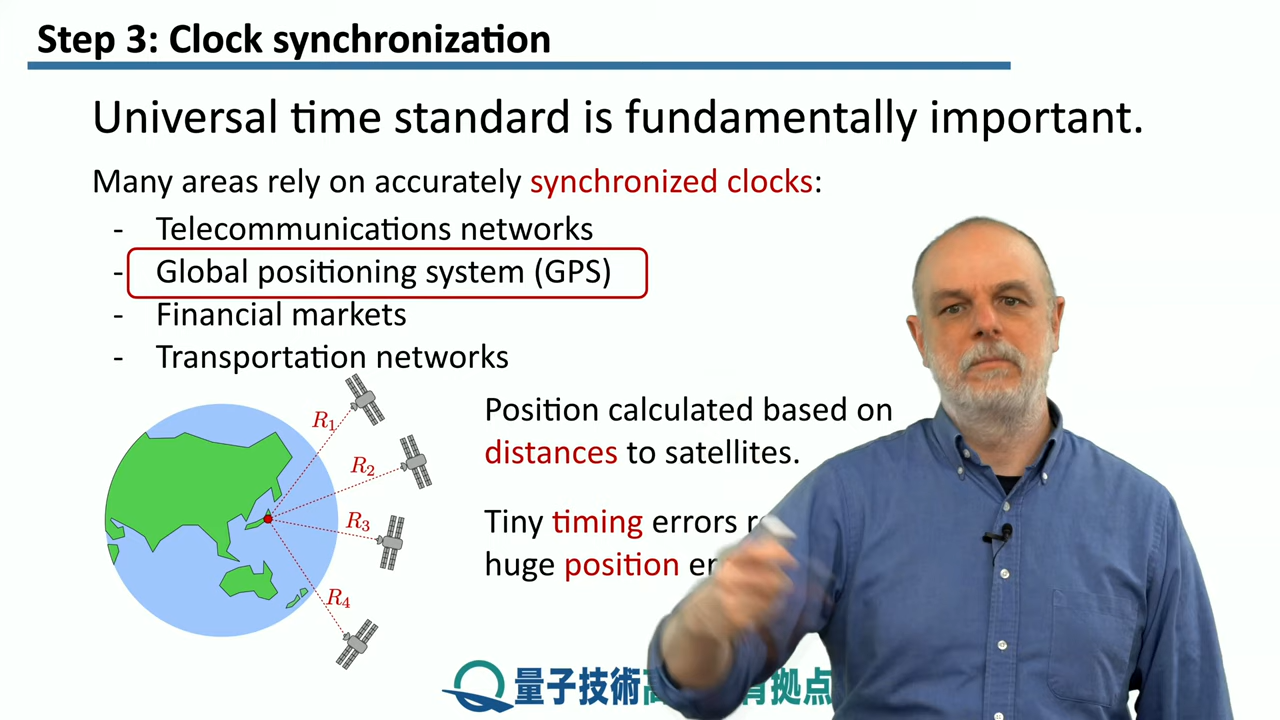 Step 3: Clock synchronization
Universal time standard is fundamentally important.
Many areas rely on accurately synchronized clocks:
- Telecommunications networks
- Global positioning system (GPS)
- Financial markets
- Transportation networks
R1
R2
R3
R4
Position calculated based on
distances to satellites.
Tiny timing errors
huge position
量子技術 育拠点